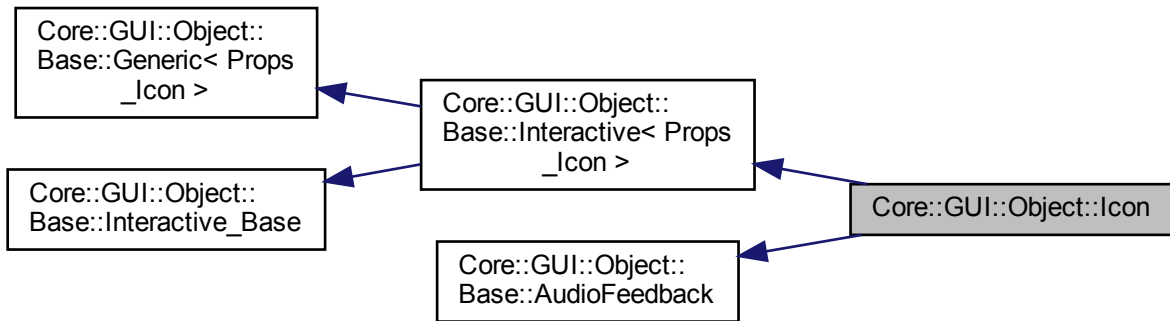 Core::GUI::Object::
Base::Generic< Props
_Icon >
Core::GUI::Object::
Base::Interactive< Props
_Icon >
Core::GUI::Object::
Base::Interactive_Base
Core::GUI::Object::Icon
Core::GUI::Object::
Base::AudioFeedback